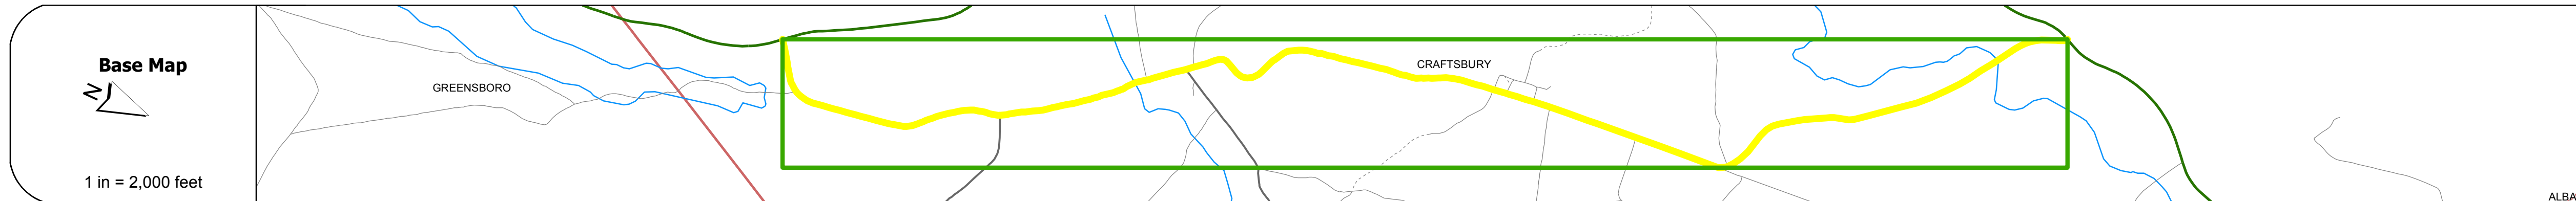 Base Map
N
1 in = 2,000 feet
GREENSBORO
CRAFTSBURY
ALBA